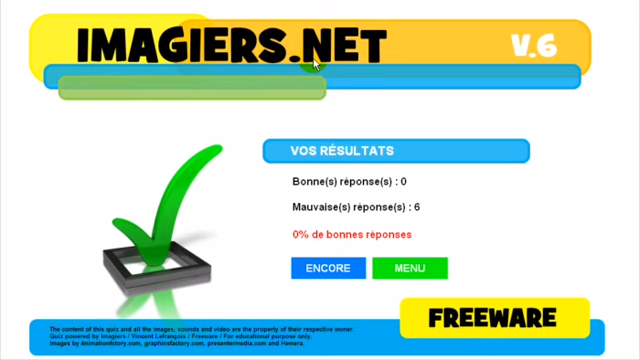 IMAGIERS.NET
V.6
VOS RÉSULTATS
Bonne(s) réponse(s) : 0
Mauvaise(s) réponse(s) : 6
0% de bonnes réponses
ENCORE
MENU
FREEWARE
The content of this quiz and all the images, sounds and video are the property of their respective owner.
Quiz powered by Imagiers / Vincent Lefrançois / Freeware / For educational purpose only.
Images by Animationfctory.com, graphicsfactory.com, presentermedia.com and Hemera.